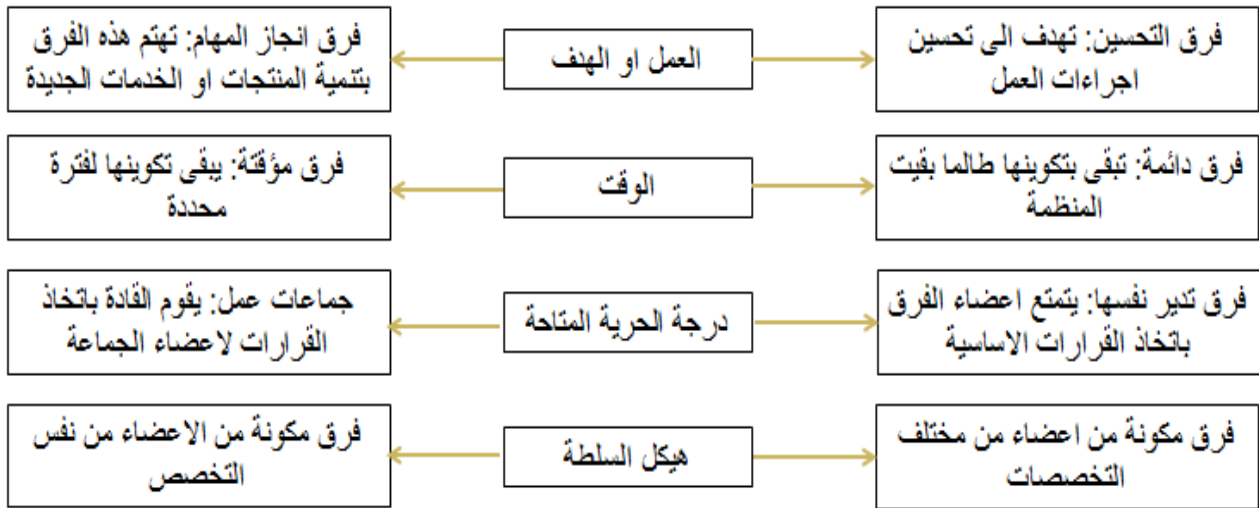 فرق التحسين: تهدف الى تحسين
اجراءات العمل
العمل او الهدف
فرق انجاز المهام: تهتم هذه الفرق
بتنمية المنتجات او الخدمات الجديدة
فرق دائمة: تبقى بتكوينها طالما بقيت
المنظمة
الوقت
فرق مؤقتة: يبقى تكوينها لفترة
محددة
فرق تدير نفسها: يتمتع اعضاء الفرق
باتخاذ القرارات الاساسية
درجة الحرية المتاحة
جماعات عمل: يقوم القادة باتخاذ
القرارات لاعضاء الجماعة
فرق مكونة من اعضاء من مختلف
التخصصات
هيكل السلطة
فرق مكونة من الاعضاء من نفس
التخصص